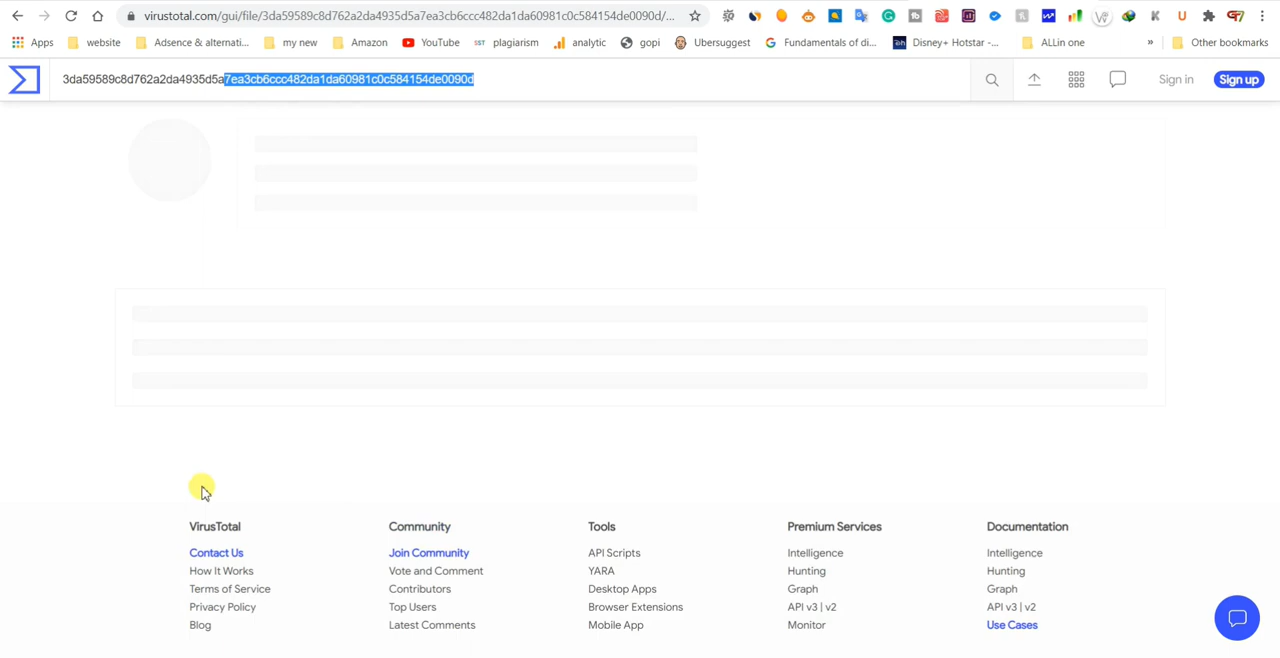 virustotal.com/gui/file/3da59589c8d762a2da4935d5a7ea3cb6ccc482da1da60981c0c584154de0090d/...
Apps website Adsence & alternati... my new Amazon YouTube SST plagiarism analytic gopi Ubersuggest Fundamentals of di... Disney+ Hotstar -... ALLin one » Other bookmarks
3da59589c8d762a2da4935d5a7ea3cb6ccc482da1da60981c0c584154de0090d Sign in Sign up
VirusTotal Community Tools Premium Services Documentation
Contact Us Join Community API Scripts Intelligence Intelligence
How It Works Vote and Comment YARA Hunting Hunting
Terms of Service Contributors Desktop Apps Graph Graph
Privacy Policy Top Users Browser Extensions API v3 | v2 API v3 | v2
Blog Latest Comments Mobile App Monitor Use Cases